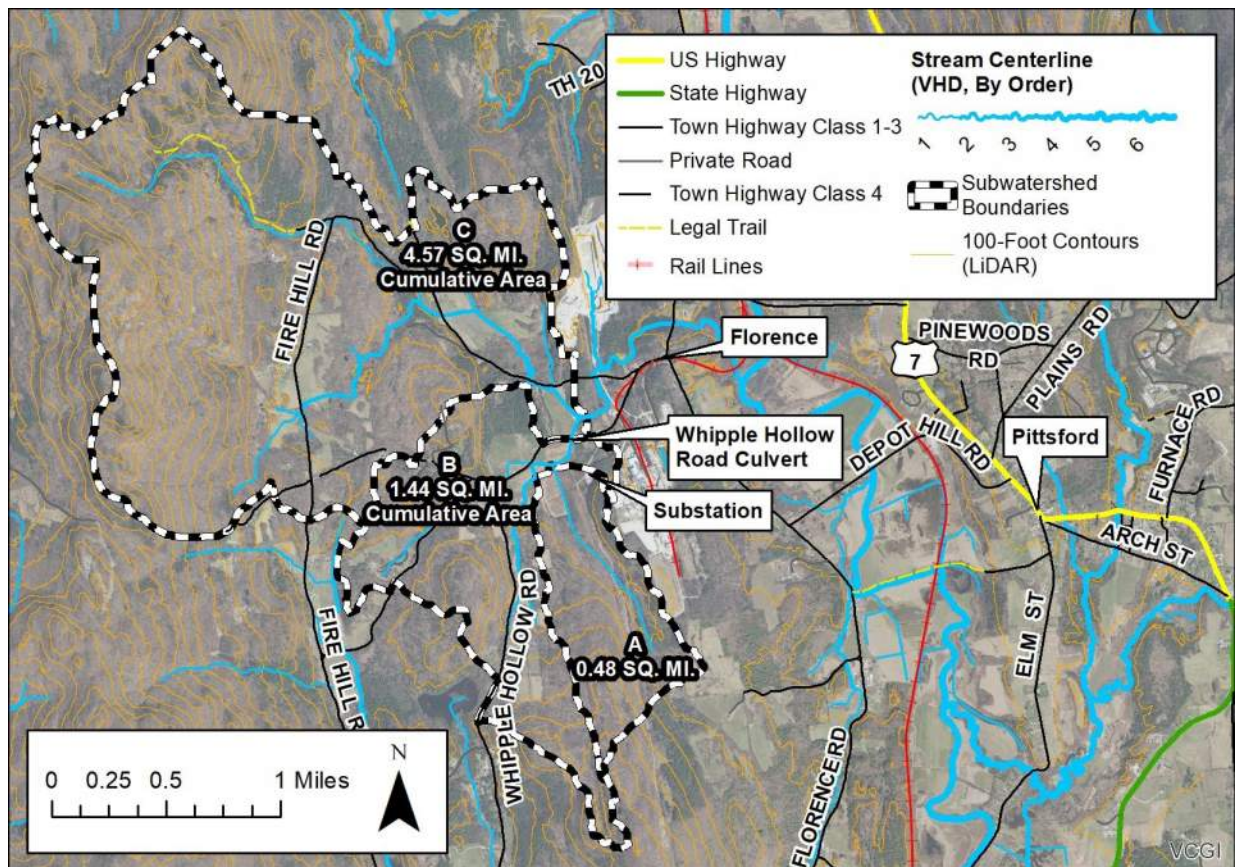 TH 20
US Highway
State Highway
Town Highway Class 1-3
Private Road
Town Highway Class 4
Legal Trail
Rail Lines
Stream Centerline
(VHD, By Order)
1 2 3 4 5 6
Subwatershed
Boundaries
100-Foot Contours
(LiDAR)
FIRE HILL RD
C
4.57 SQ. MI.
Cumulative Area
Florence
7
PINEWOODS
RD
PLAINS RD
FURNACE RD
DEPOT
HILL RD
Pittsford
Whipple Hollow
Road Culvert
B
1.44 SQ. MI.
Cumulative Area
Substation
ARCH ST
ELM ST
FIRE HILL R
WHIPPLE HOLLOW RD
A
0.48 SQ. MI.
FLORENCE RD
0 0.25 0.5 1 Miles
N
VCGI